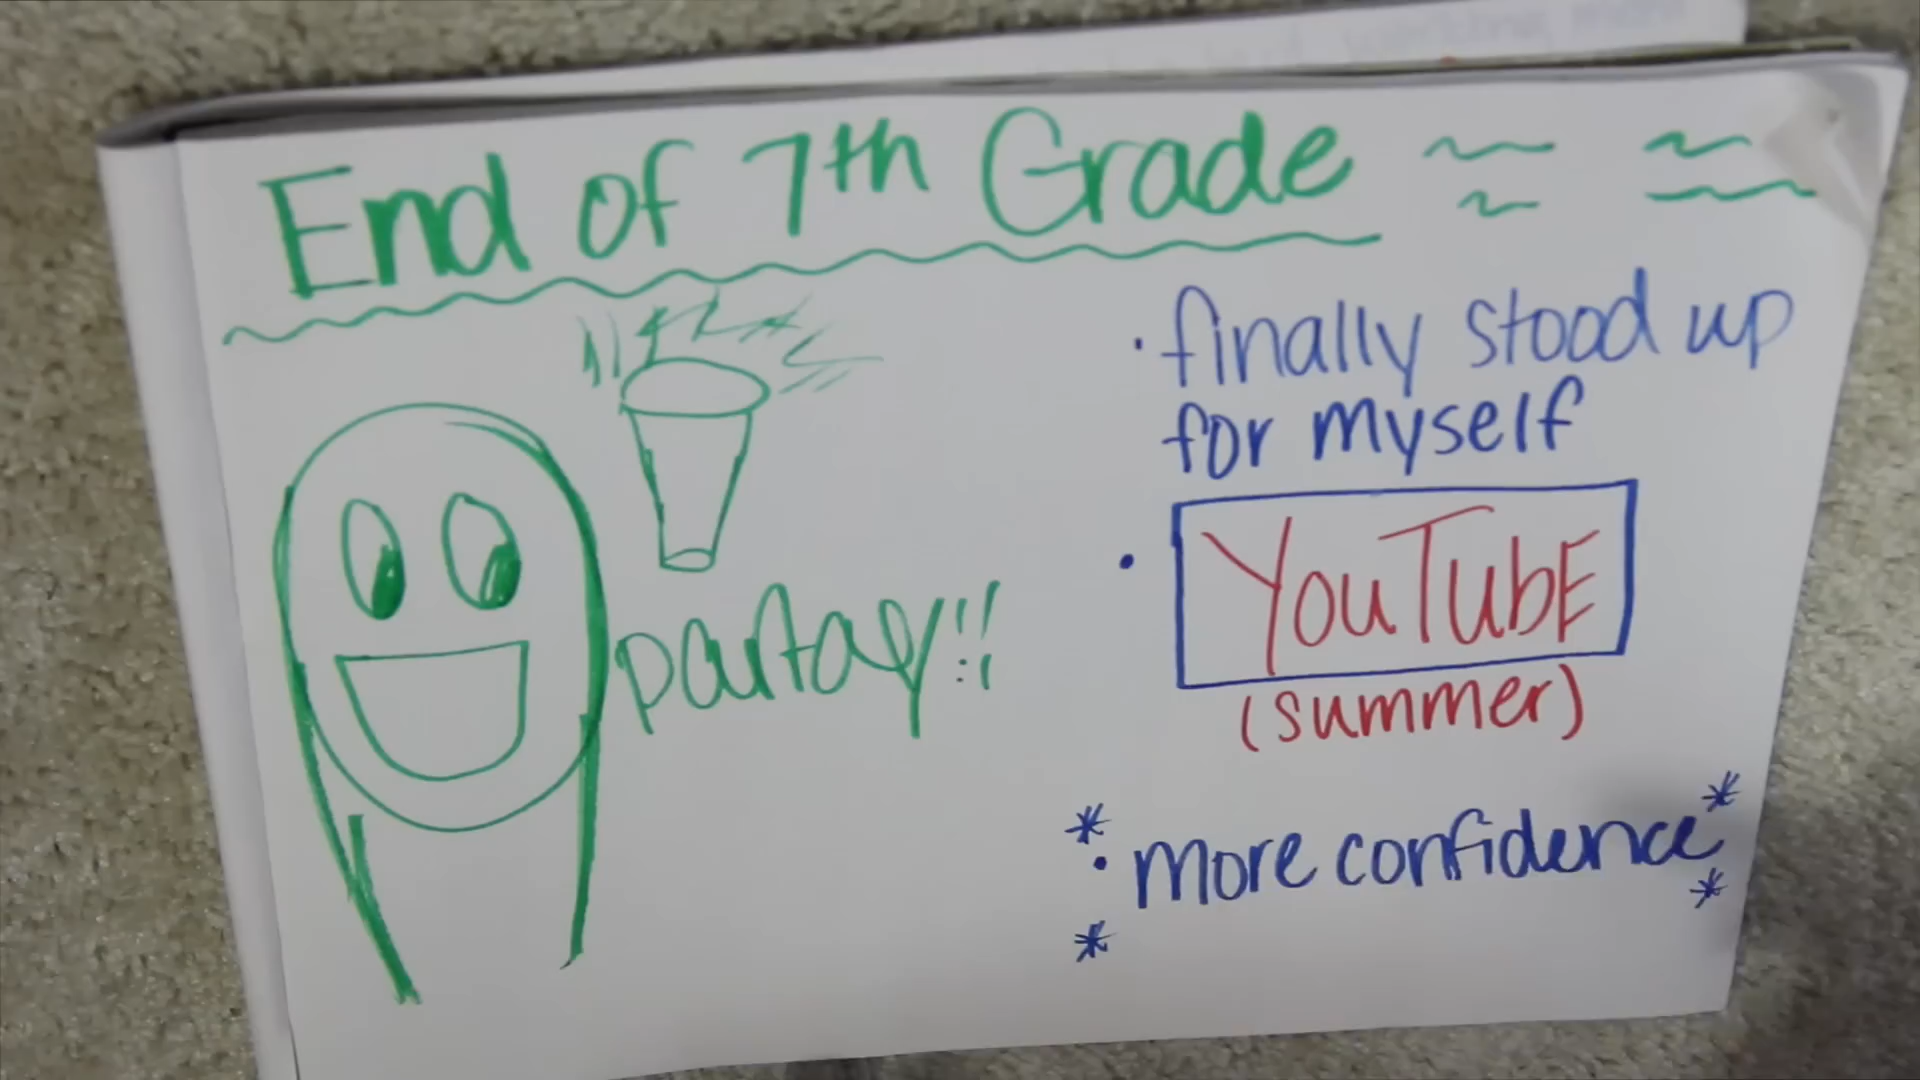 End of 7th Grade
partay!!
• finally stood up
for myself
• YouTubE
(summer)
• more confidence